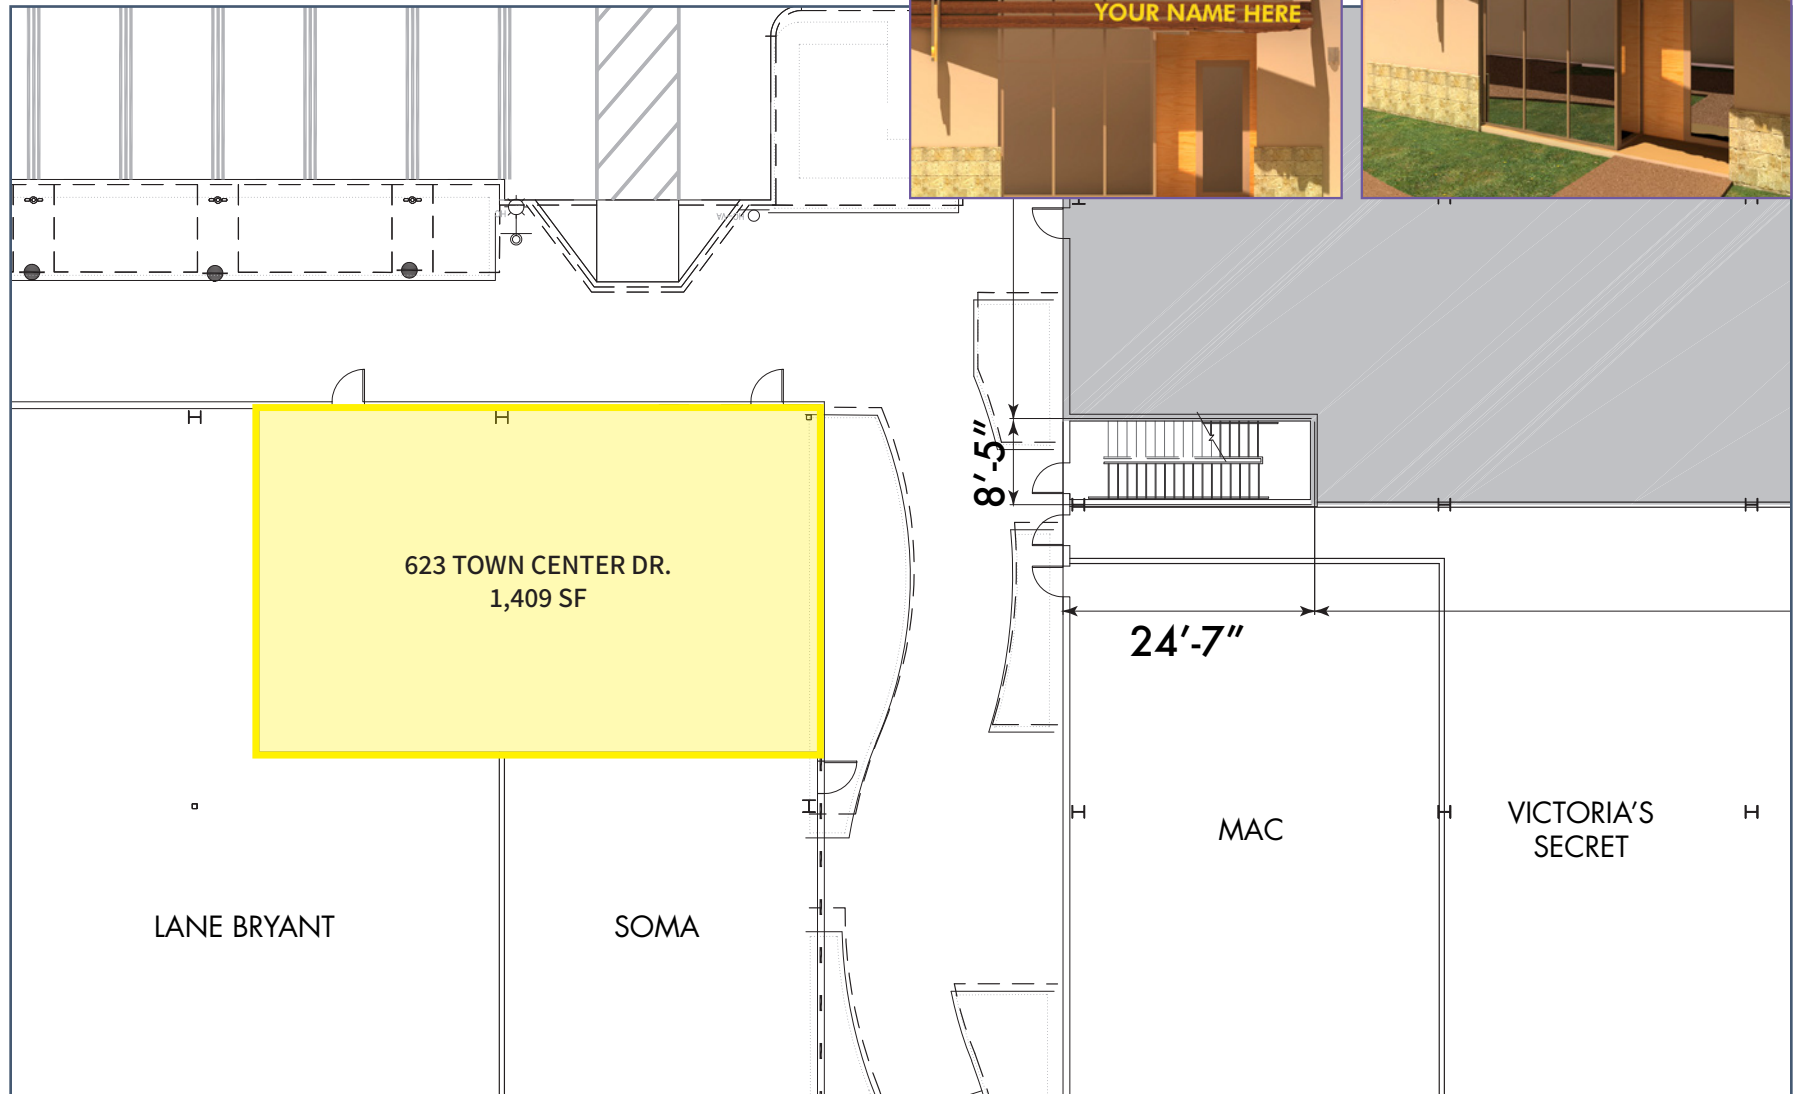 YOUR NAME HERE
8'-5"
623 TOWN CENTER DR.
1,409 SF
24'-7"
MAC
VICTORIA'S
SECRET
LANE BRYANT
SOMA